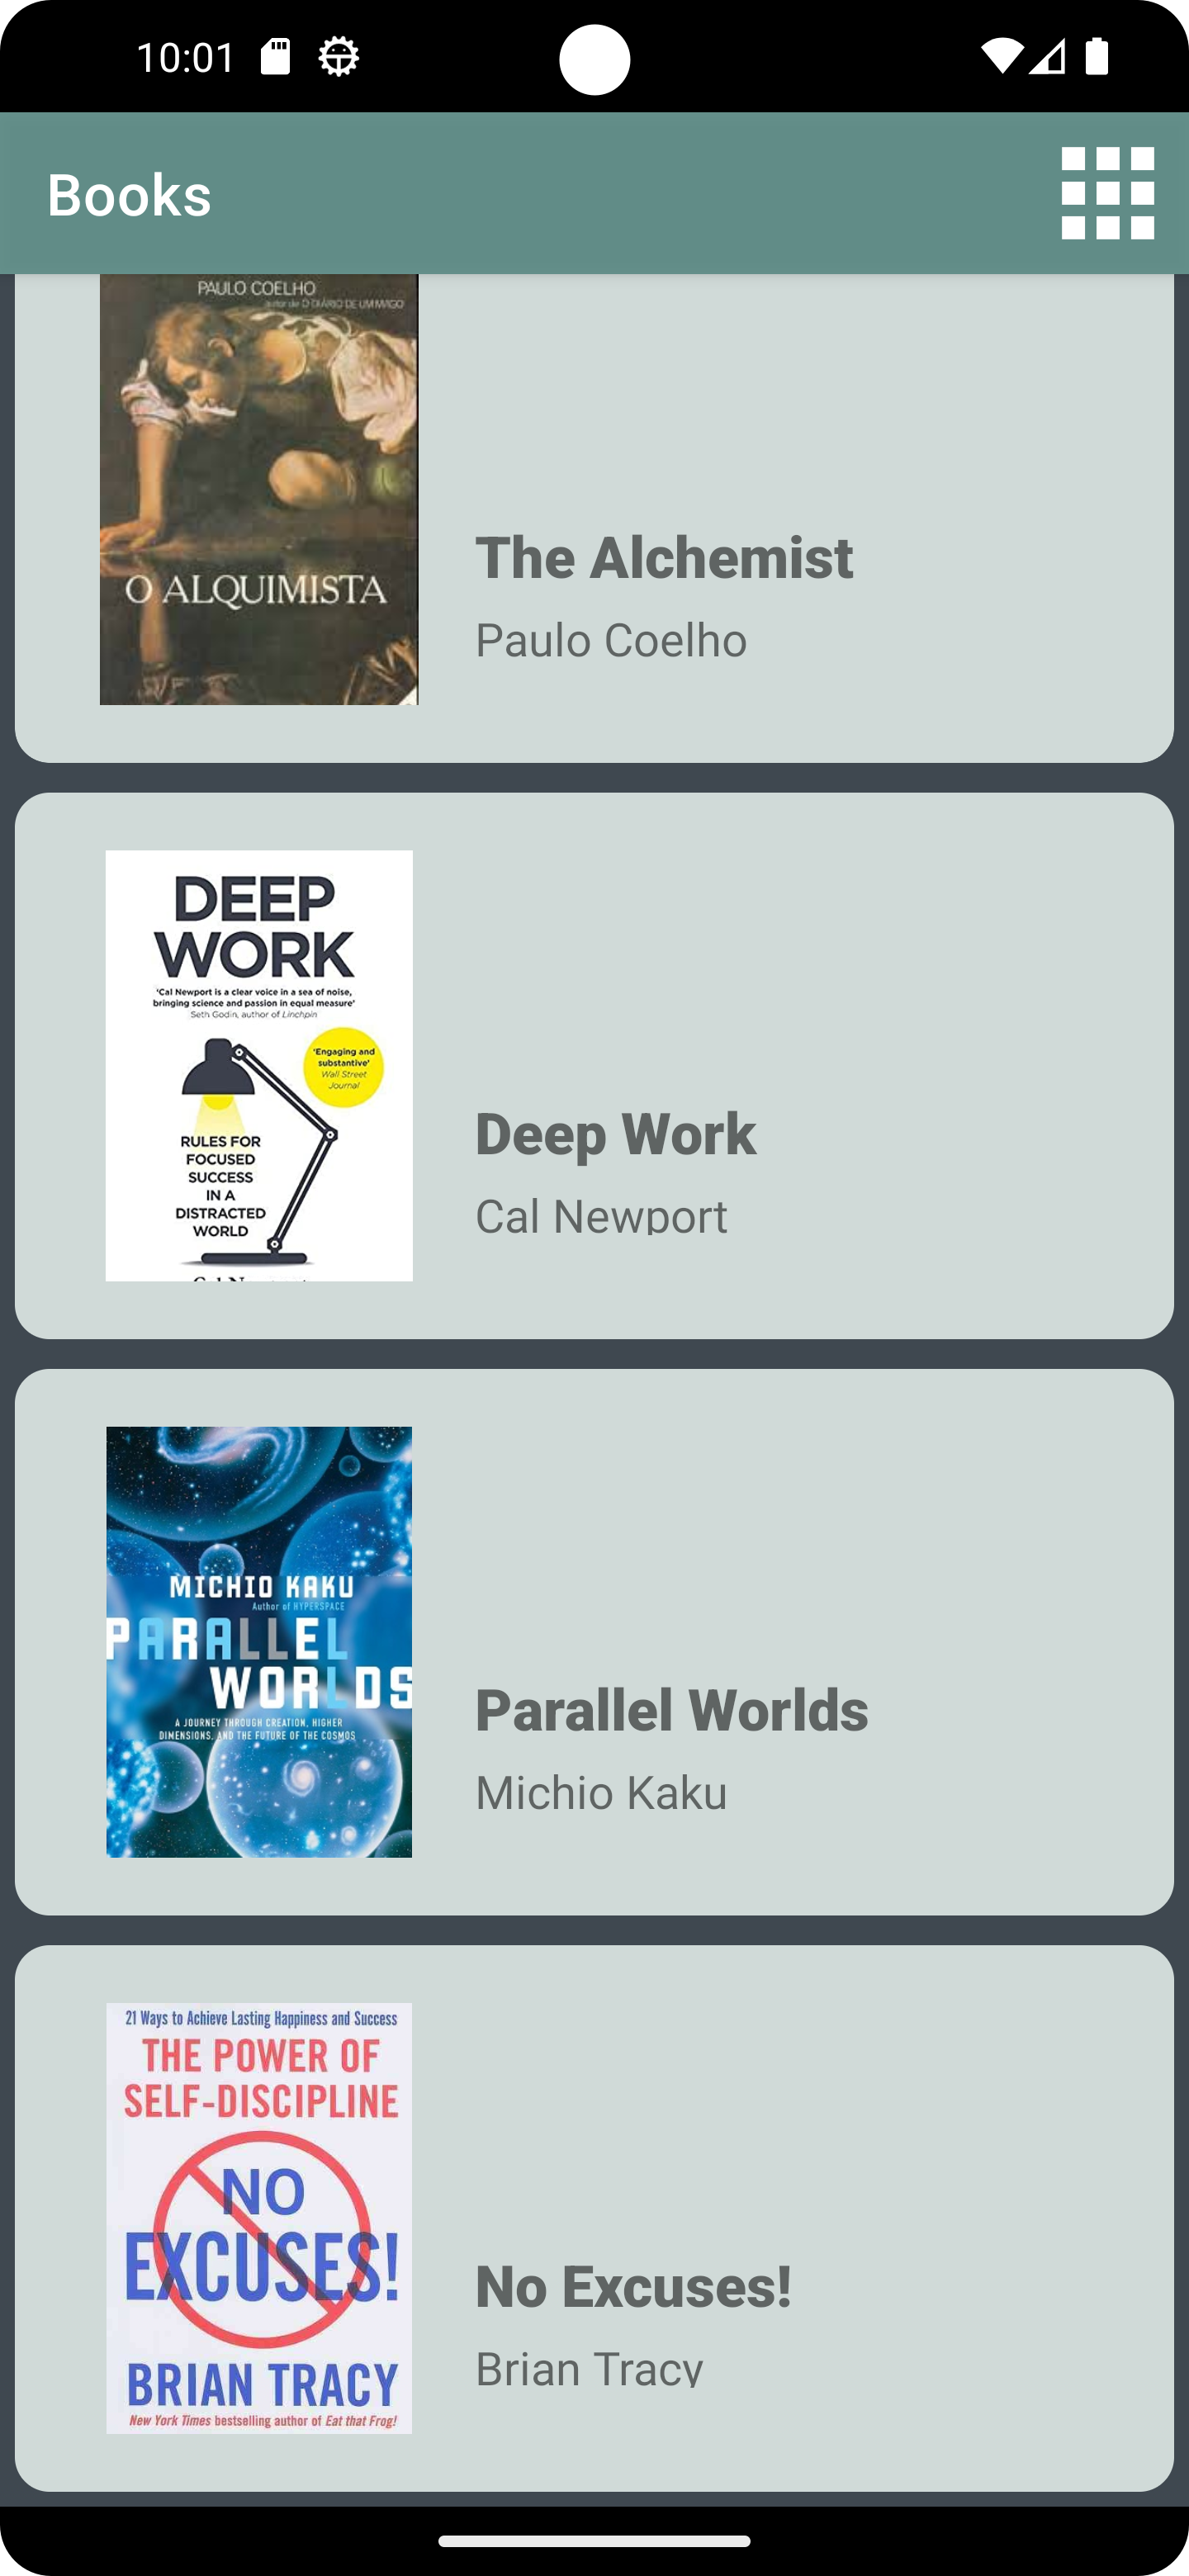 10:01
Books
PAULO COELHO
autor de O DIÁRIO DE UM MAGO
O ALQUIMISTA
The Alchemist
Paulo Coelho
DEEP
WORK
'Cal Newport is a clear voice in a sea of noise,
bringing science and passion in equal measure'
Seth Godin, author of Linchpin
'Engaging and
substantive'
Wall Street
Journal
RULES FOR
FOCUSED
SUCCESS
IN A
DISTRACTED
WORLD
Deep Work
Cal Newport
MICHIO KAKU
Author of HYPERSPACE
PARALLEL
WORLDS
A JOURNEY THROUGH CREATION, HIGHER
DIMENSIONS, AND THE FUTURE OF THE COSMOS
Parallel Worlds
Michio Kaku
21 Ways to Achieve Lasting Happiness and Success
THE POWER OF
SELF-DISCIPLINE
NO
EXCUSES!
BRIAN TRACY
New York Times bestselling author of Eat that Frog!
No Excuses!
Brian Tracy